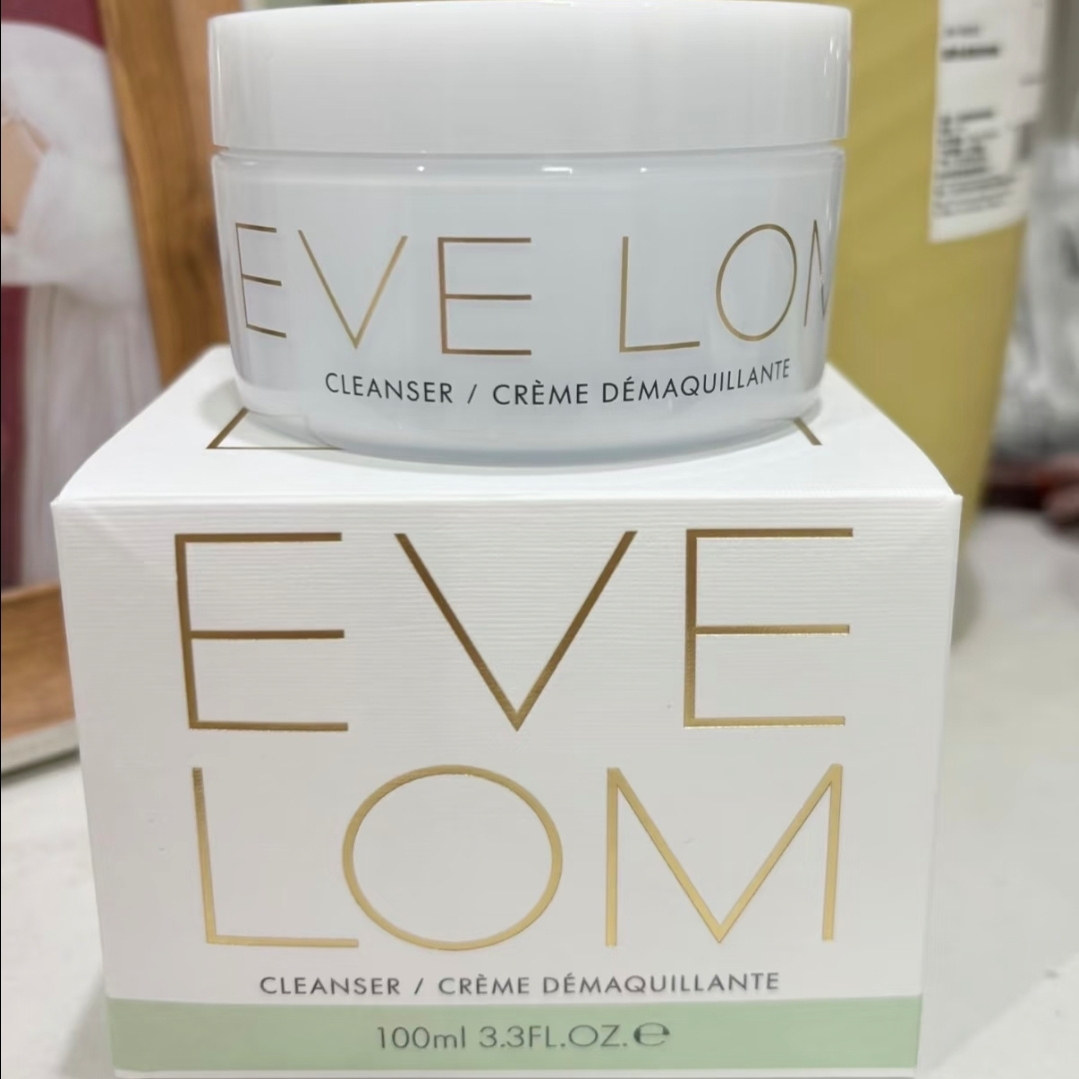 EVE LOM
CLEANSER / CRÈME DÉMAQUILLANTE
EVE
LOM
CLEANSER / CRÈME DÉMAQUILLANTE
100ml 3.3FL.OZ.℮